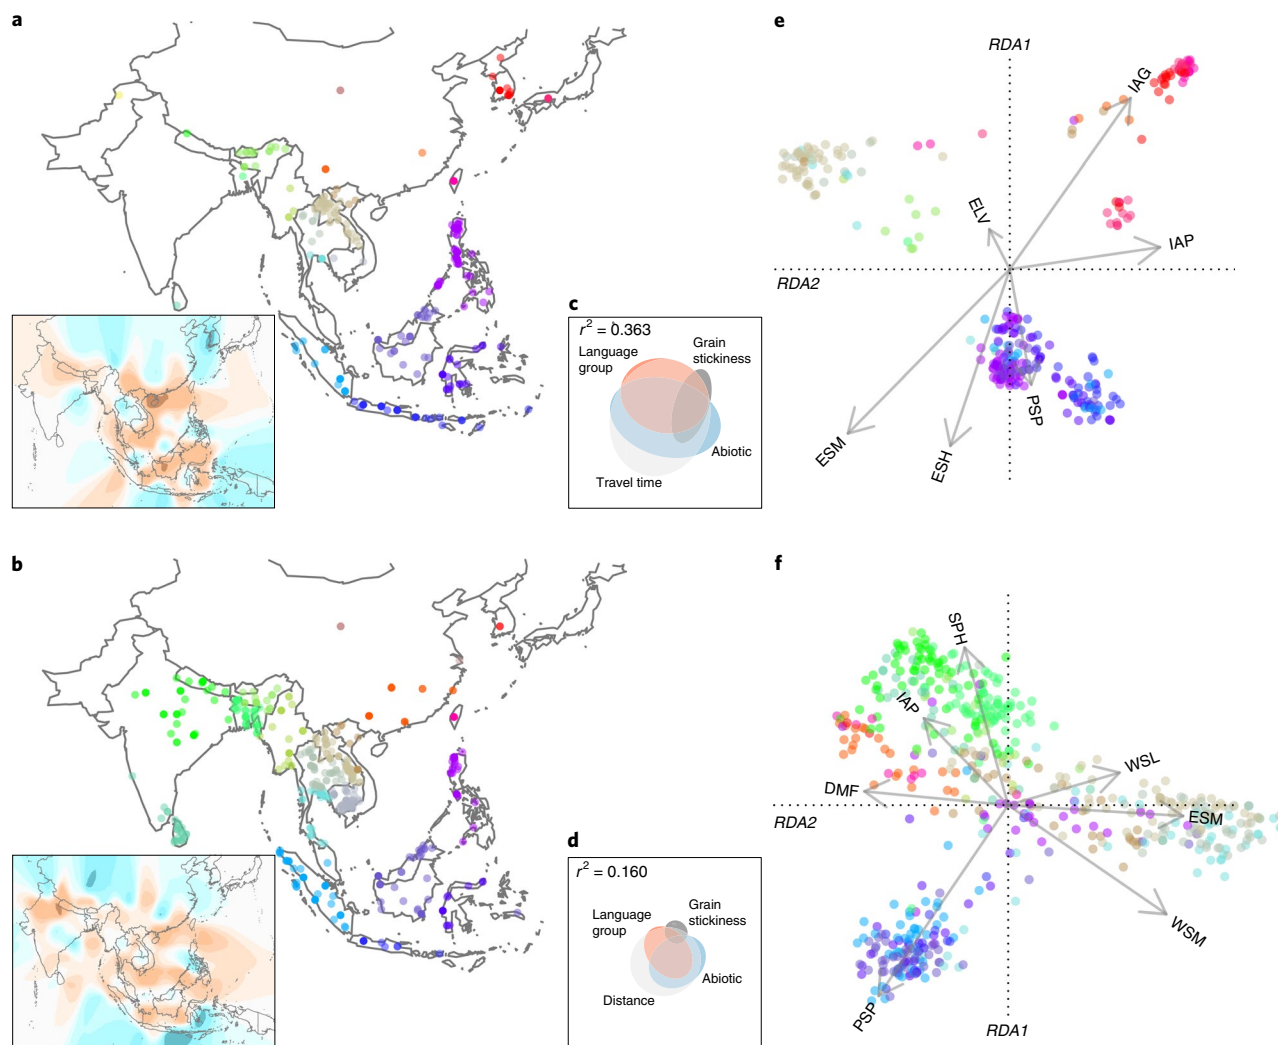 a
e
RDA1
IAG
ELV
IAP
RDA2
c
r² = 0.363
Language
group
Grain
stickiness
Abiotic
Travel time
PSP
ESM
ESH
b
f
SPH
IAP
WSL
DMF
ESM
RDA2
d
r² = 0.160
Language
group
Grain
stickiness
Abiotic
Distance
WSM
PSP
RDA1